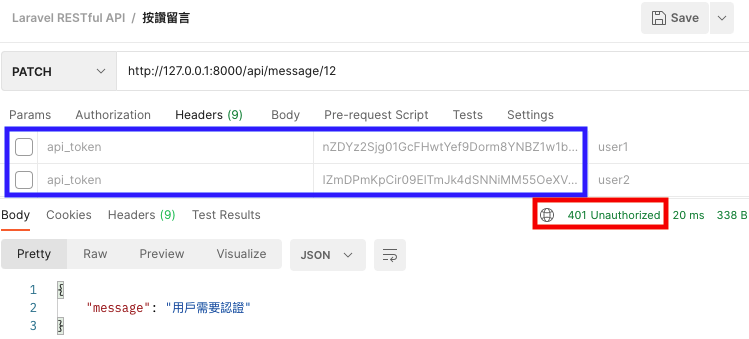 Laravel RESTful API / 按讚留言
Save
PATCH http://127.0.0.1:8000/api/message/12
Params Authorization Headers (9) Body Pre-request Script Tests Settings
api_token nZDYz2Sjg01GcFHwtYef9Dorm8YNBZ1w1b... user1
api_token IZmDPmKpCir09ElTmJk4dSNNiMM55OeXV... user2
Body Cookies Headers (9) Test Results 401 Unauthorized 20 ms 338 B
Pretty Raw Preview Visualize JSON
1 {
2 "message": "用戶需要認證"
3 }